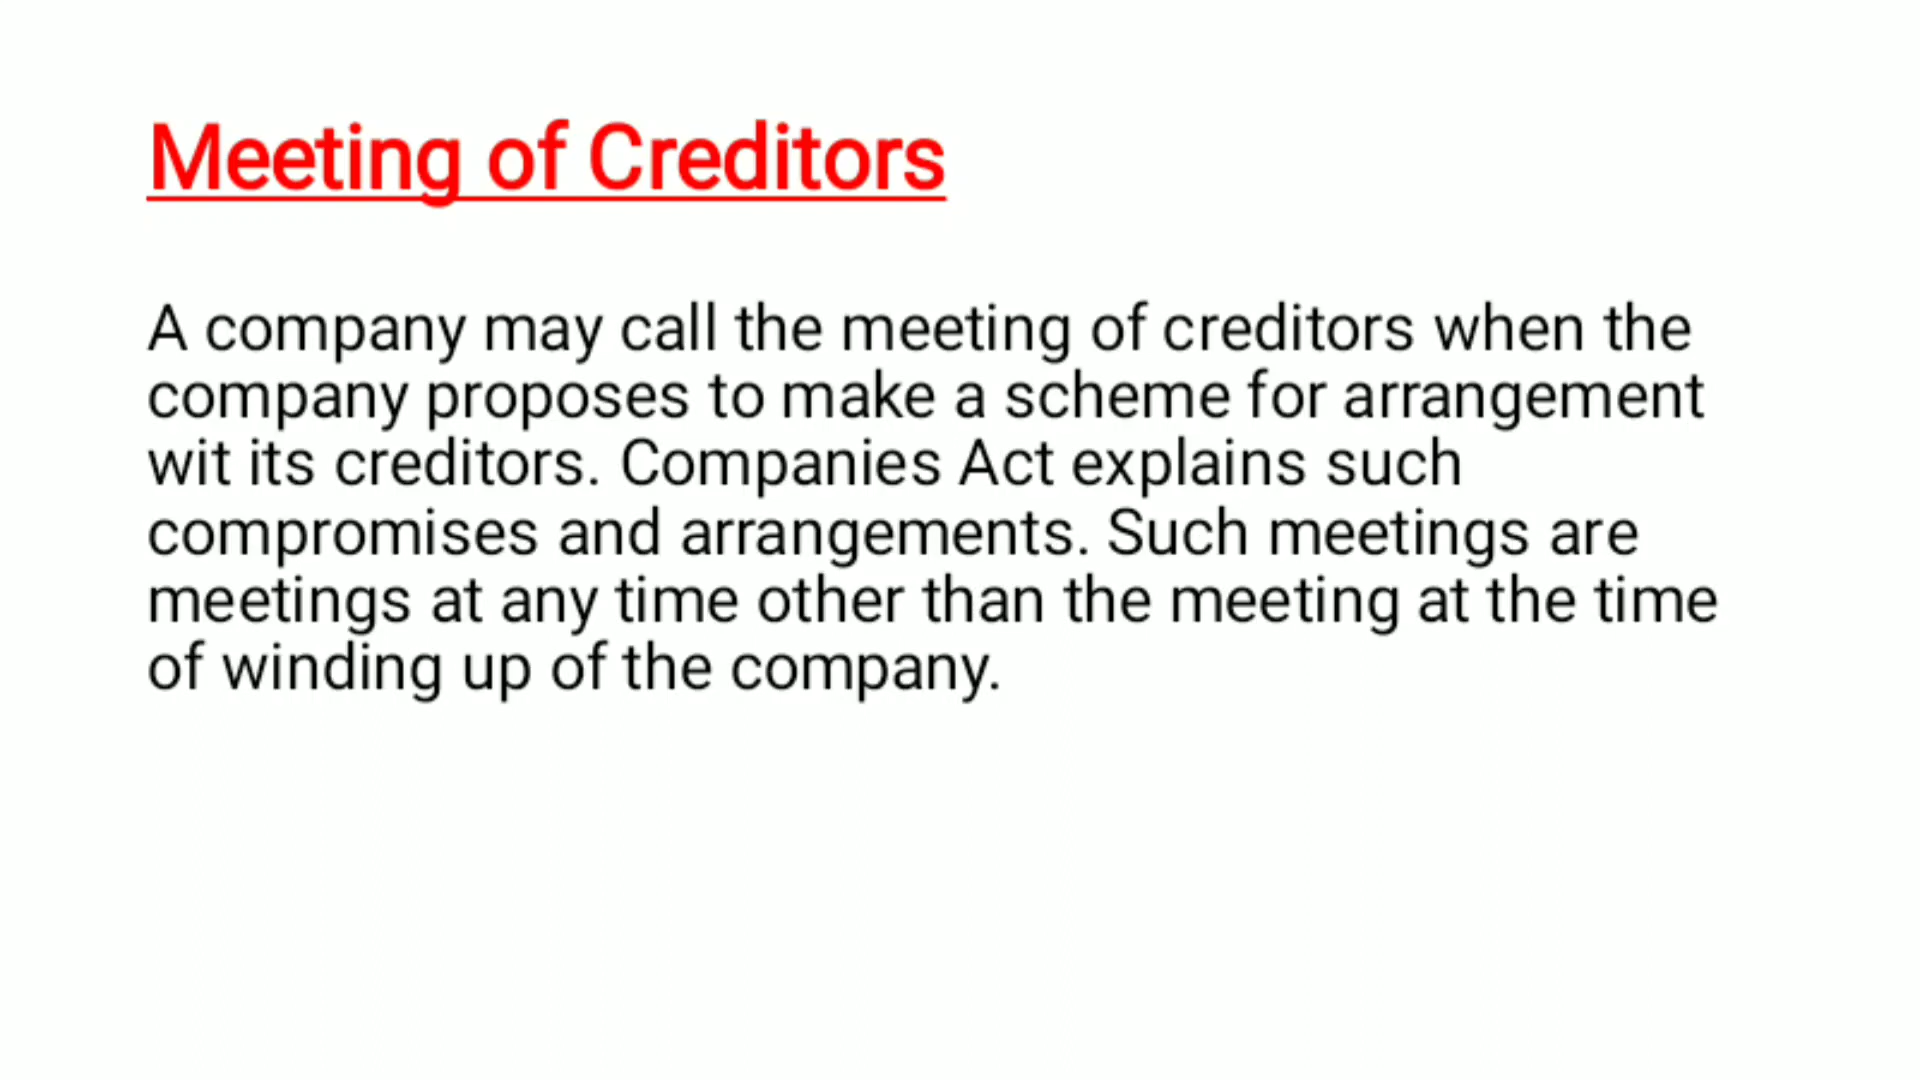 Meeting of Creditors
A company may call the meeting of creditors when the
company proposes to make a scheme for arrangement
wit its creditors. Companies Act explains such
compromises and arrangements. Such meetings are
meetings at any time other than the meeting at the time
of winding up of the company.